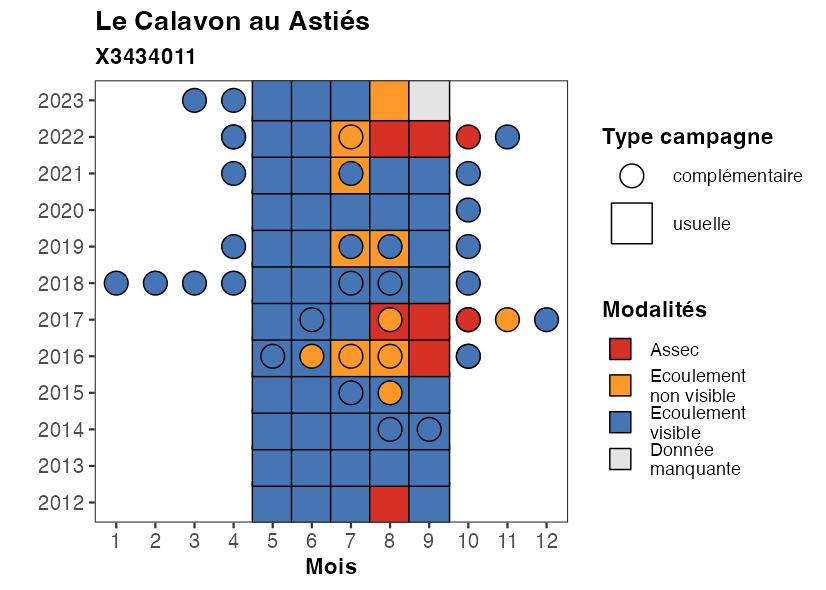 Le Calavon au Astiés
X3434011
2023
2022
2021
2020
2019
2018
2017
2016
2015
2014
2013
2012
1 2 3 4 5 6 7 8 9 10 11 12
Mois
Type campagne
complémentaire
usuelle
Modalités
Assec
Ecoulement
non visible
Ecoulement
visible
Donnée
manquante